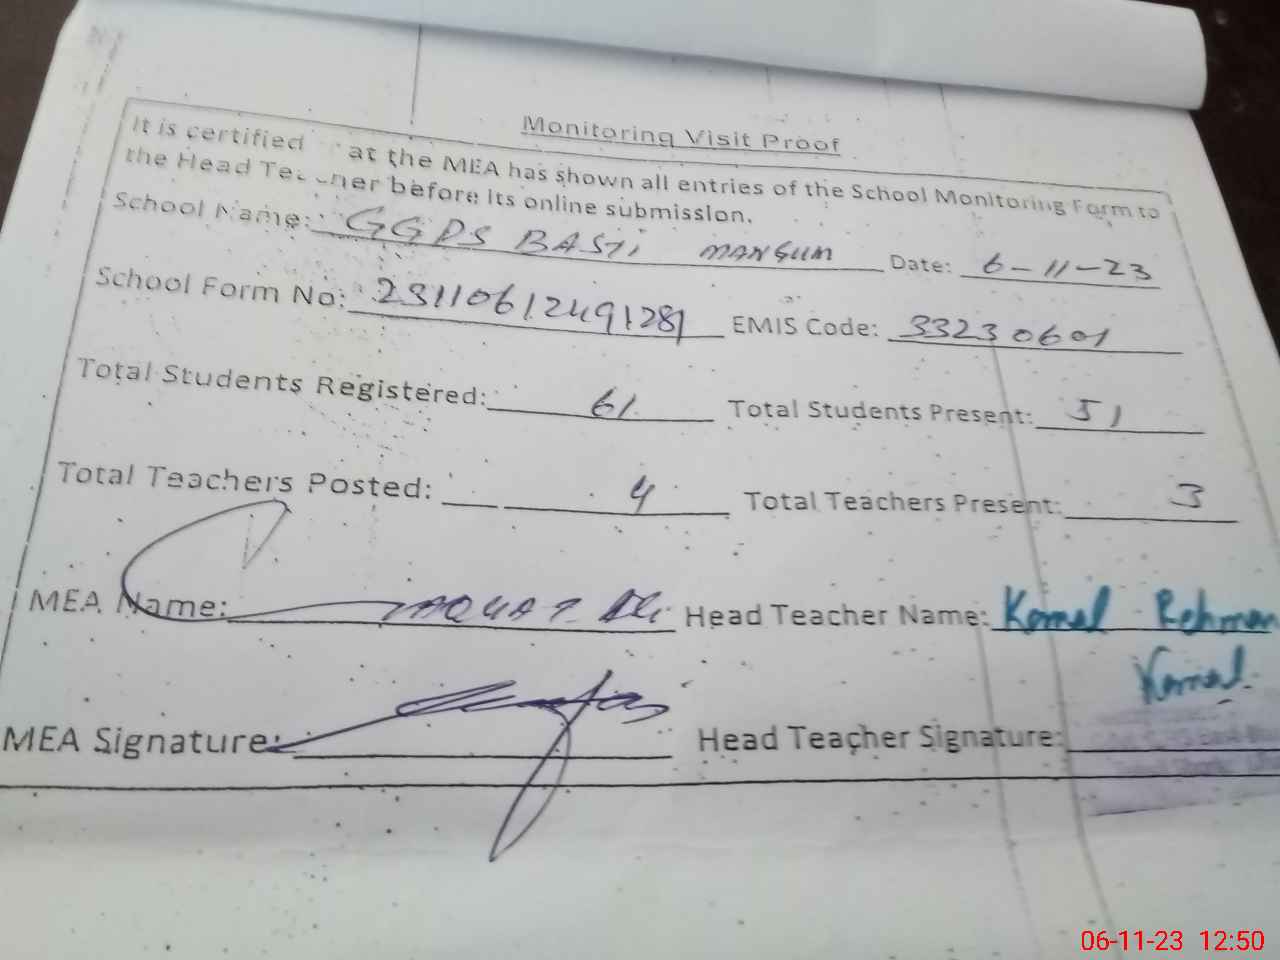 Monitoring Visit Proof
It is certified at the MEA has shown all entries of the School Monitoring Form to
the Head before its online submission.
School Name: GGPS BASTI MANGUM Date: 6-11-23
School Form No: 23110612491281 EMIS Code: 33230601
Total Students Registered: 61 Total Students Present: 51
Total Teachers Posted: 4 Total Teachers Present: 3
MEA Name: Head Teacher Name: Komal Rehman
Komal
MEA Signature: Head Teacher Signature:
06-11-23 12:50